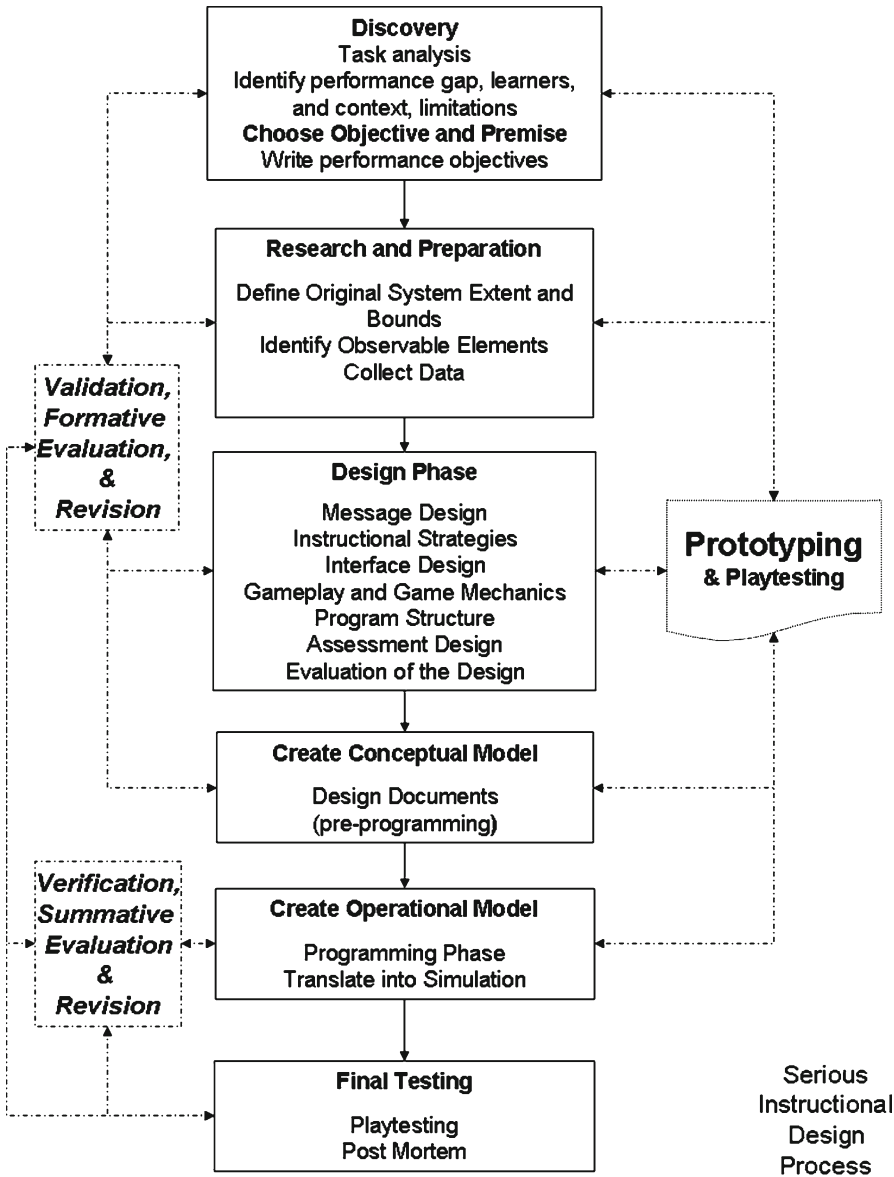 Discovery
Task analysis
Identify performance gap, learners,
and context, limitations
Choose Objective and Premise
Write performance objectives
Research and Preparation
Define Original System Extent and
Bounds
Identify Observable Elements
Collect Data
Validation,
Formative
Evaluation,
&
Revision
Design Phase
Message Design
Instructional Strategies
Interface Design
Gameplay and Game Mechanics
Program Structure
Assessment Design
Evaluation of the Design
Prototyping
& Playtesting
Create Conceptual Model
Design Documents
(pre-programming)
Verification,
Summative
Evaluation
&
Revision
Create Operational Model
Programming Phase
Translate into Simulation
Final Testing
Playtesting
Post Mortem
Serious
Instructional
Design
Process